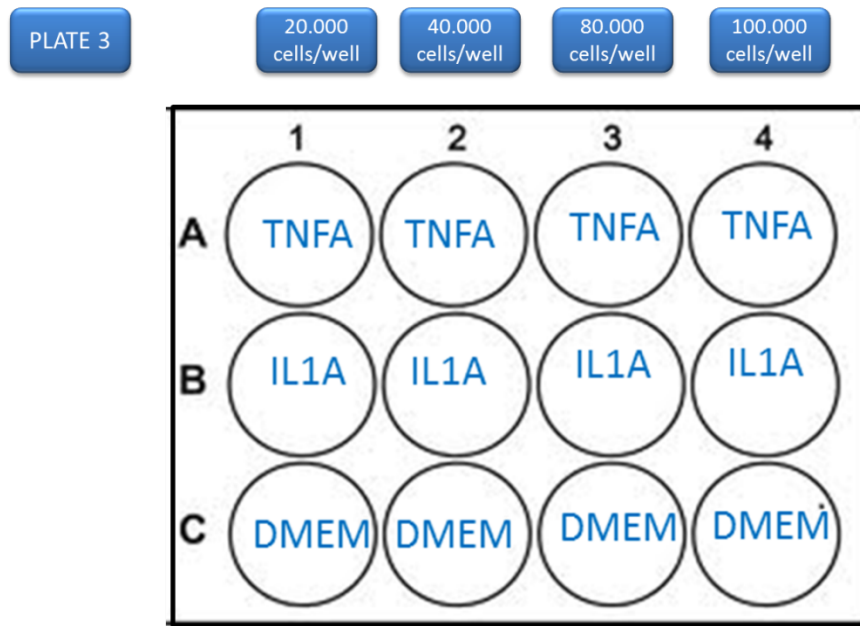 PLATE 3
20.000
cells/well
40.000
cells/well
80.000
cells/well
100.000
cells/well
1 2 3 4
A TNFA TNFA TNFA TNFA
B IL1A IL1A IL1A IL1A
C DMEM DMEM DMEM DMEM